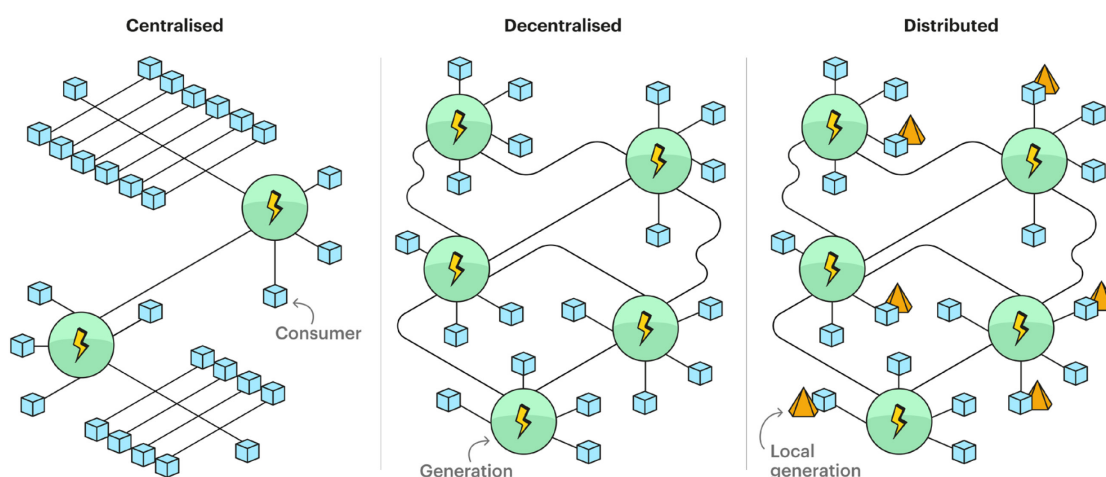 Centralised
Decentralised
Distributed
Consumer
Generation
Local
generation